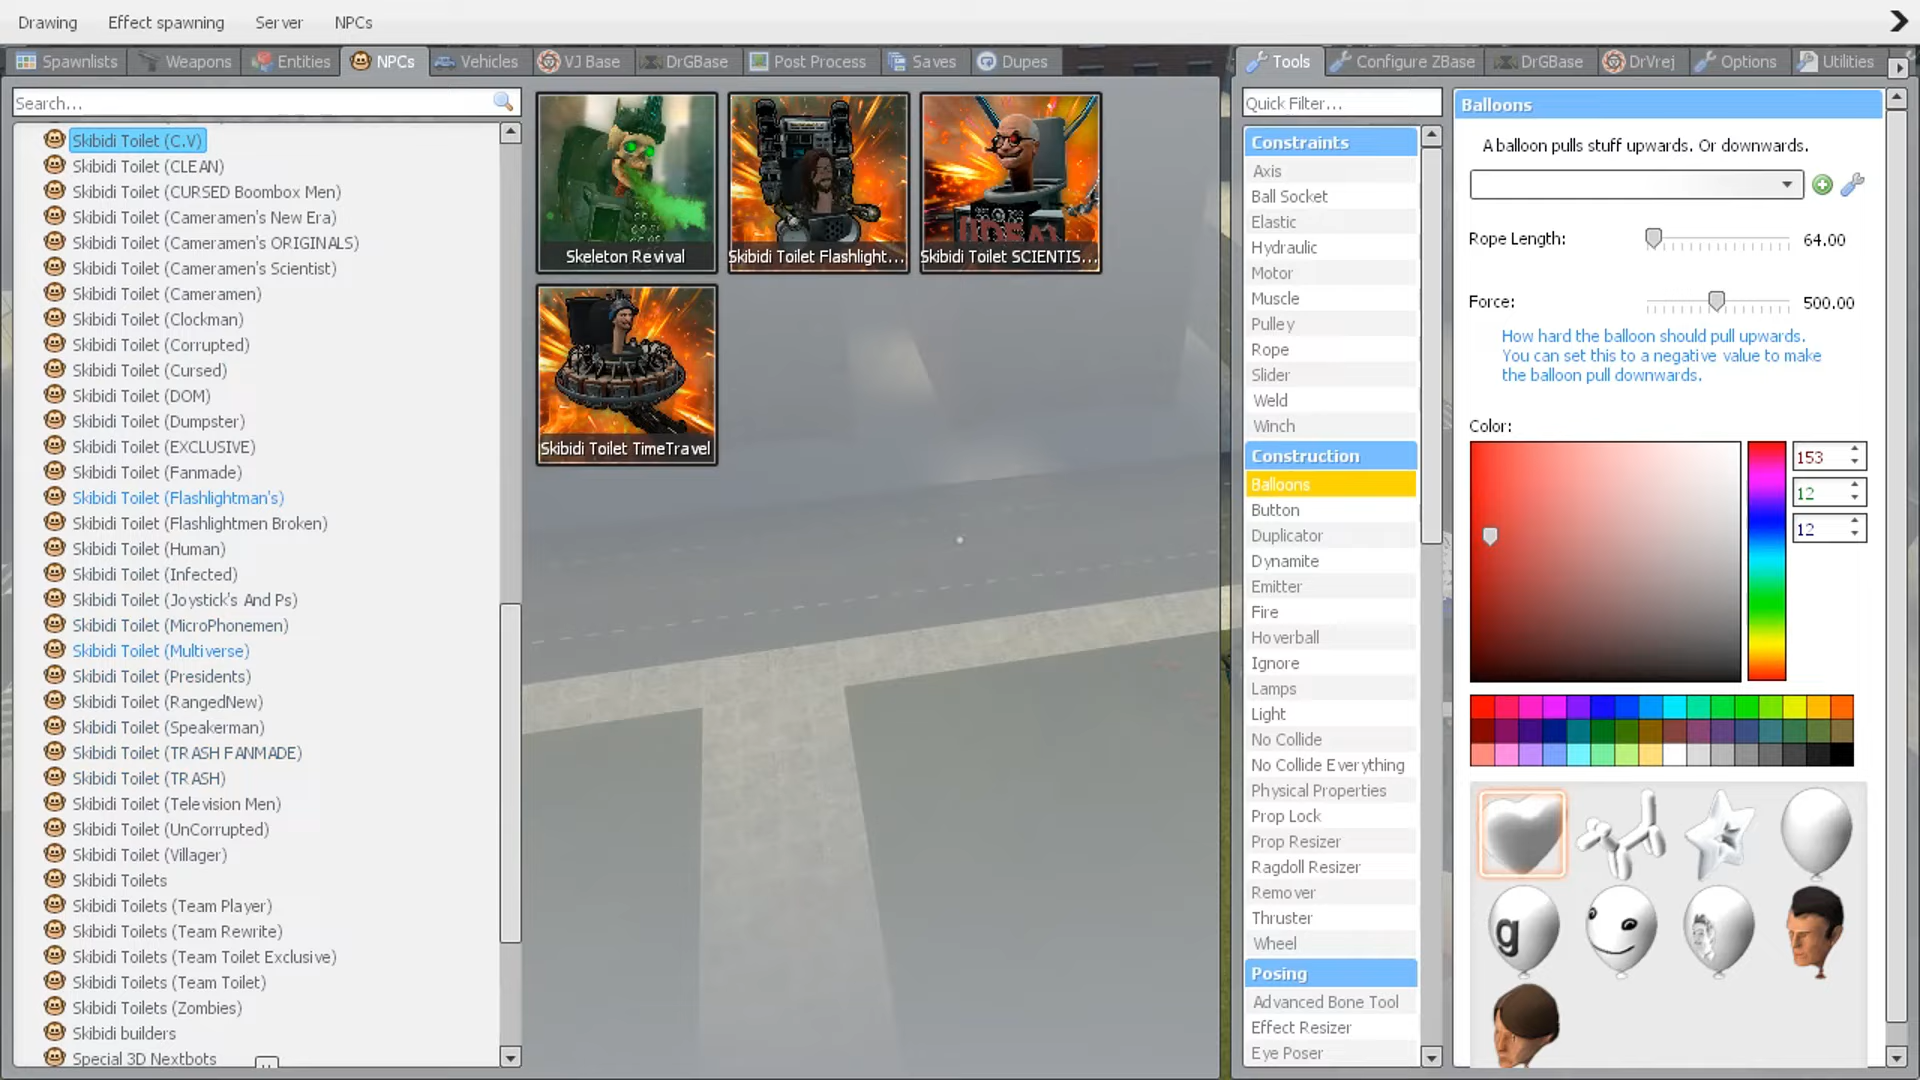 Drawing Effect spawning Server NPCs
Spawnlists Weapons Entities NPCs Vehicles VJ Base DrGBase Post Process Saves Dupes
Search...
Skibidi Toilet (C.V)
Skibidi Toilet (CLEAN)
Skibidi Toilet (CURSED Boombox Men)
Skibidi Toilet (Cameramen's New Era)
Skibidi Toilet (Cameramen's ORIGINALS)
Skibidi Toilet (Cameramen's Scientist)
Skibidi Toilet (Cameramen)
Skibidi Toilet (Clockman)
Skibidi Toilet (Corrupted)
Skibidi Toilet (Cursed)
Skibidi Toilet (DOM)
Skibidi Toilet (Dumpster)
Skibidi Toilet (EXCLUSIVE)
Skibidi Toilet (Fanmade)
Skibidi Toilet (Flashlightman's)
Skibidi Toilet (Flashlightmen Broken)
Skibidi Toilet (Human)
Skibidi Toilet (Infected)
Skibidi Toilet (Joystick's And Ps)
Skibidi Toilet (MicroPhonemen)
Skibidi Toilet (Multiverse)
Skibidi Toilet (Presidents)
Skibidi Toilet (RangedNew)
Skibidi Toilet (Speakerman)
Skibidi Toilet (TRASH FANMADE)
Skibidi Toilet (TRASH)
Skibidi Toilet (Television Men)
Skibidi Toilet (UnCorrupted)
Skibidi Toilet (Villager)
Skibidi Toilets
Skibidi Toilets (Team Player)
Skibidi Toilets (Team Rewrite)
Skibidi Toilets (Team Toilet Exclusive)
Skibidi Toilets (Team Toilet)
Skibidi Toilets (Zombies)
Skibidi builders
Special 3D Nextbots
Skeleton Revival
Skibidi Toilet Flashlight...
Skibidi Toilet SCIENTIS...
Skibidi Toilet TimeTravel
Tools Configure ZBase DrGBase DrVrej Options Utilities
Quick Filter...
Constraints
Axis
Ball Socket
Elastic
Hydraulic
Motor
Muscle
Pulley
Rope
Slider
Weld
Winch
Construction
Balloons
Button
Duplicator
Dynamite
Emitter
Fire
Hoverball
Ignore
Lamps
Light
No Collide
No Collide Everything
Physical Properties
Prop Lock
Prop Resizer
Ragdoll Resizer
Remover
Thruster
Wheel
Posing
Advanced Bone Tool
Effect Resizer
Eye Poser
Balloons
A balloon pulls stuff upwards. Or downwards.
Rope Length: 64.00
Force: 500.00
How hard the balloon should pull upwards.
You can set this to a negative value to make
the balloon pull downwards.
Color:
153
12
12
g